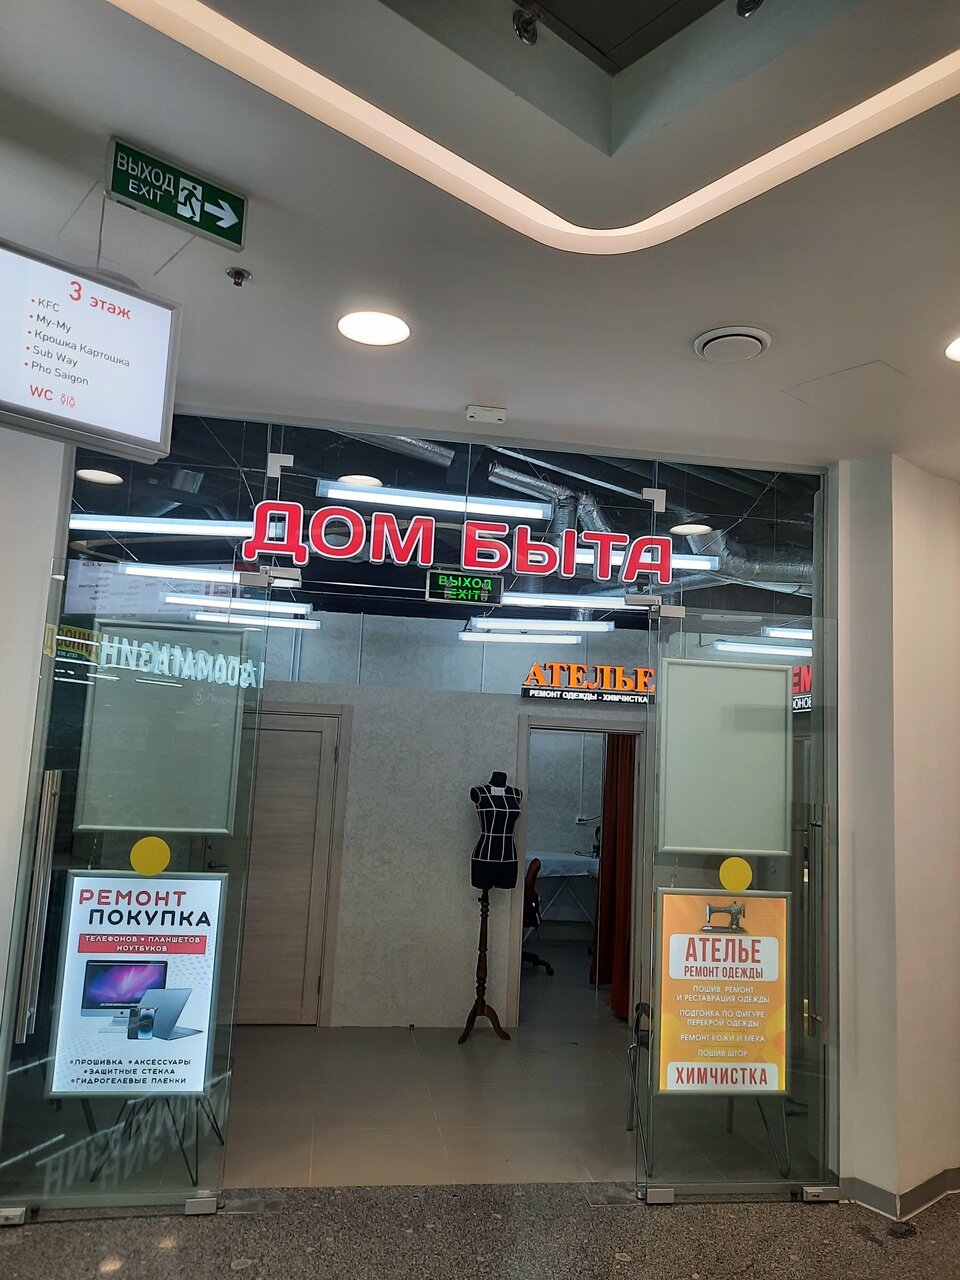 ВЫХОД
EXIT
3 этаж
• KFC
• Му-Му
• Крошка Картошка
• Sub Way
• Pho Saigon
WC
ДОМ БЫТА
ВЫХОД
EXIT
АТЕЛЬЕ
РЕМОНТ ОДЕЖДЫ - ХИМЧИСТКА
РЕМОНТ
ПОКУПКА
ТЕЛЕФОНОВ • ПЛАНШЕТОВ
НОУТБУКОВ
•ПРОШИВКА •АКСЕССУАРЫ
•ЗАЩИТНЫЕ СТЕКЛА
•ГИДРОГЕЛЕВЫЕ ПЛЕНКИ
АТЕЛЬЕ
РЕМОНТ ОДЕЖДЫ
ПОШИВ, РЕМОНТ
И РЕСТАВРАЦИЯ ОДЕЖДЫ
ПОДГОНКА ПО ФИГУРЕ,
ПЕРЕКРОЙ ОДЕЖДЫ
РЕМОНТ КОЖИ И МЕХА
ПОШИВ ШТОР
ХИМЧИСТКА